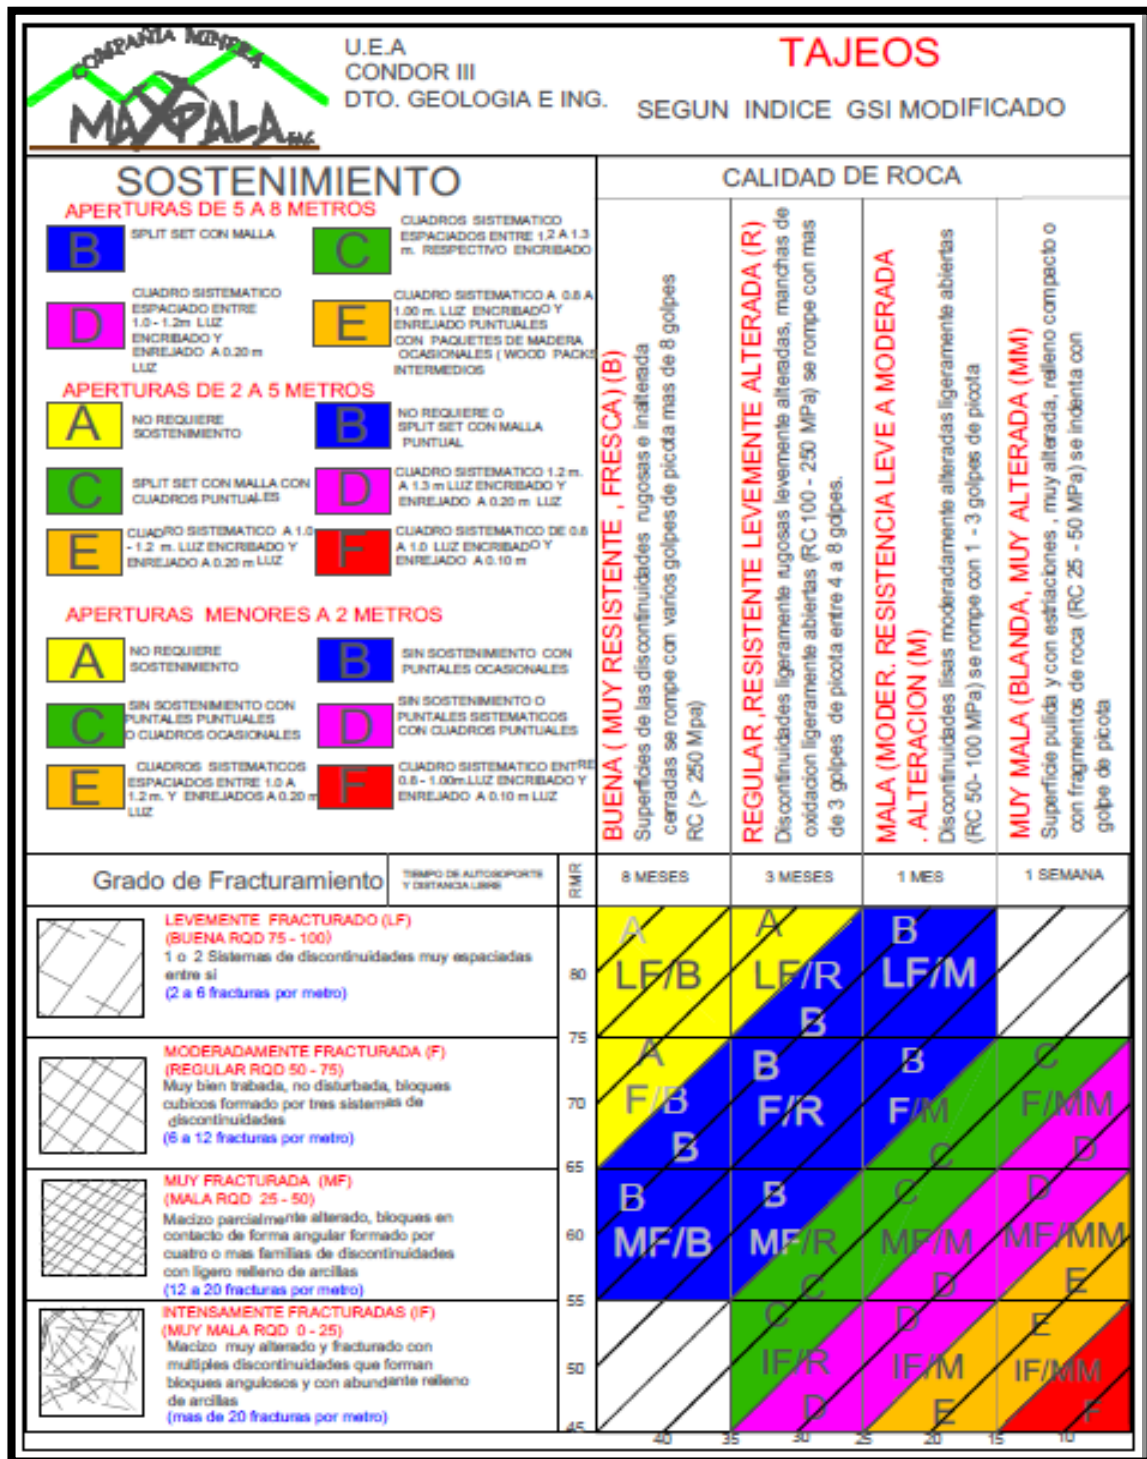 COMPAÑIA MINERA
MAXPALA SAC
U.E.A
CONDOR III
DTO. GEOLOGIA E ING.
TAJEOS
SEGUN INDICE GSI MODIFICADO
SOSTENIMIENTO
APERTURAS DE 5 A 8 METROS
B
SPLIT SET CON MALLA
C
CUADROS SISTEMATICO
ESPACIADOS ENTRE 1,2 A 1.3
m. RESPECTIVO ENCRIBADO
D
CUADRO SISTEMATICO
ESPACIADO ENTRE
1.0 - 1.2m LUZ
ENCRIBADO Y
ENREJADO A 0.20 m
LUZ
E
CUADRO SISTEMATICO A 0.8 A
1.00 m. LUZ ENCRIBADO Y
ENREJADO PUNTUALES
CON PAQUETES DE MADERA
OCASIONALES ( WOOD PACKS
INTERMEDIOS
APERTURAS DE 2 A 5 METROS
A
NO REQUIERE
SOSTENIMIENTO
B
NO REQUIERE O
SPLIT SET CON MALLA
PUNTUAL
C
SPLIT SET CON MALLA CON
CUADROS PUNTUALES
D
CUADRO SISTEMATICO 1.2 m.
A 1.3 m LUZ ENCRIBADO Y
ENREJADO A 0.20 m LUZ
E
CUADRO SISTEMATICO A 1.0
- 1.2 m. LUZ ENCRIBADO Y
ENREJADO A 0.20 m LUZ
F
CUADRO SISTEMATICO DE 0.8
A 1.0 LUZ ENCRIBADO Y
ENREJADO A 0.10 m
APERTURAS MENORES A 2 METROS
A
NO REQUIERE
SOSTENIMIENTO
B
SIN SOSTENIMIENTO CON
PUNTALES OCASIONALES
C
SIN SOSTENIMIENTO CON
PUNTALES PUNTUALES
O CUADROS OCASIONALES
D
SIN SOSTENIMIENTO O
PUNTALES SISTEMATICOS
CON CUADROS PUNTUALES
E
CUADROS SISTEMATICOS
ESPACIADOS ENTRE 1.0 A
1.2 m. Y ENREJADOS A 0.20 m
LUZ
F
CUADRO SISTEMATICO ENTRE
0.8 - 1.00m.LUZ ENCRIBADO Y
ENREJADO A 0.10 m LUZ
CALIDAD DE ROCA
BUENA ( MUY RESISTENTE , FRESCA) (B)
Superficies de las discontinuidades rugosas e inalterada
cerradas se rompe con varios golpes de picota mas de 8 golpes
RC (> 250 Mpa)
REGULAR ,RESISTENTE LEVEMENTE ALTERADA (R)
Discontinuidades ligeramente rugosas levemente alteradas, manchas de
oxidacion ligeramente abiertas (RC 100 - 250 MPa) se rompe con mas
de 3 golpes de picota entre 4 a 8 golpes.
MALA (MODER. RESISTENCIA LEVE A MODERADA
. ALTERACION (M)
Discontinuidades lisas moderadamente alteradas ligeramente abiertas
(RC 50- 100 MPa) se rompe con 1 - 3 golpes de picota
MUY MALA (BLANDA, MUY ALTERADA (MM)
Superficie pulida y con estriaciones , muy alterada, relleno compacto o
con fragmentos de roca (RC 25 - 50 MPa) se indenta con
golpe de picota
Grado de Fracturamiento
TIEMPO DE AUTOSOPORTE
Y DISTANCIA LIBRE
RMR
8 MESES
3 MESES
1 MES
1 SEMANA
LEVEMENTE FRACTURADO (LF)
(BUENA RQD 75 - 100)
1 o 2 Sistemas de discontinuidades muy espaciadas
entre si
(2 a 6 fracturas por metro)
80
A
LF/B
A
LF/R
B
B
LF/M
75
MODERADAMENTE FRACTURADA (F)
(REGULAR RQD 50 - 75)
Muy bien trabada, no disturbada, bloques
cubicos formado por tres sistemas de
discontinuidades
(6 a 12 fracturas por metro)
70
A
F/B
B
B
F/R
B
F/M
C
C
F/MM
D
65
MUY FRACTURADA (MF)
(MALA RQD 25 - 50)
Macizo parcialmente alterado, bloques en
contacto de forma angular formado por
cuatro o mas familias de discontinuidades
con ligero relleno de arcillas
(12 a 20 fracturas por metro)
60
B
MF/B
B
MF/R
C
C
MF/M
D
D
MF/MM
E
55
INTENSAMENTE FRACTURADAS (IF)
(MUY MALA RQD 0 - 25)
Macizo muy alterado y fracturado con
multiples discontinuidades que forman
bloques angulosos y con abundante relleno
de arcillas
(mas de 20 fracturas por metro)
50
C
IF/R
D
D
IF/M
E
E
IF/MM
F
45
40
35
30
25
20
15
10